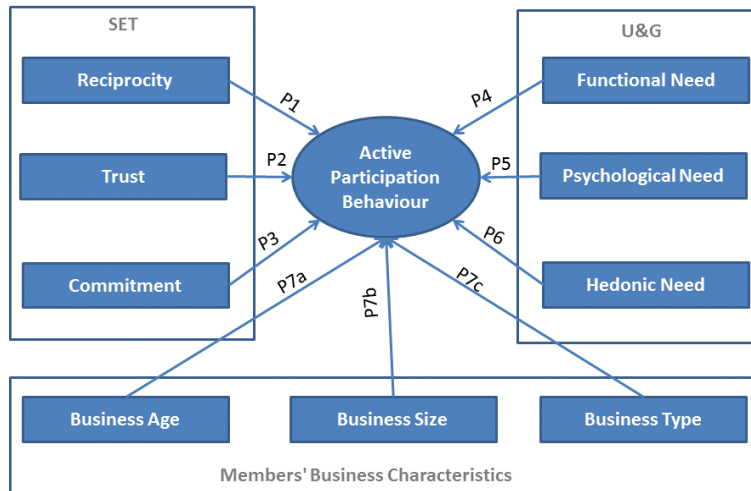 SET
U&G
Reciprocity
P1
P4
Functional Need
Active
Participation
Behaviour
Trust
P2
P5
Psychological Need
Commitment
P3
P6
Hedonic Need
P7a
P7b
P7c
Business Age
Business Size
Business Type
Members' Business Characteristics